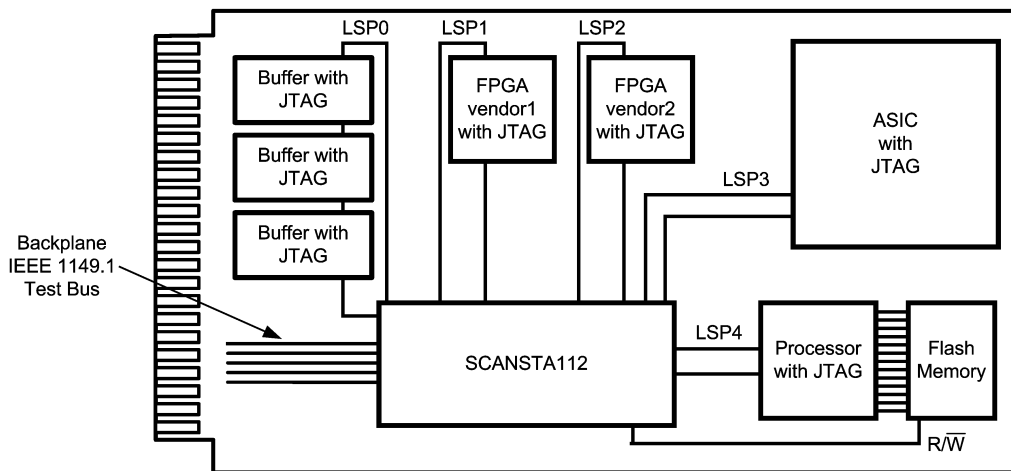 LSP0
LSP1
LSP2
Buffer with
JTAG
Buffer with
JTAG
Buffer with
JTAG
FPGA
vendor1
with JTAG
FPGA
vendor2
with JTAG
ASIC
with
JTAG
LSP3
Backplane
IEEE 1149.1
Test Bus
SCANSTA112
LSP4
Processor
with JTAG
Flash
Memory
R/W̅